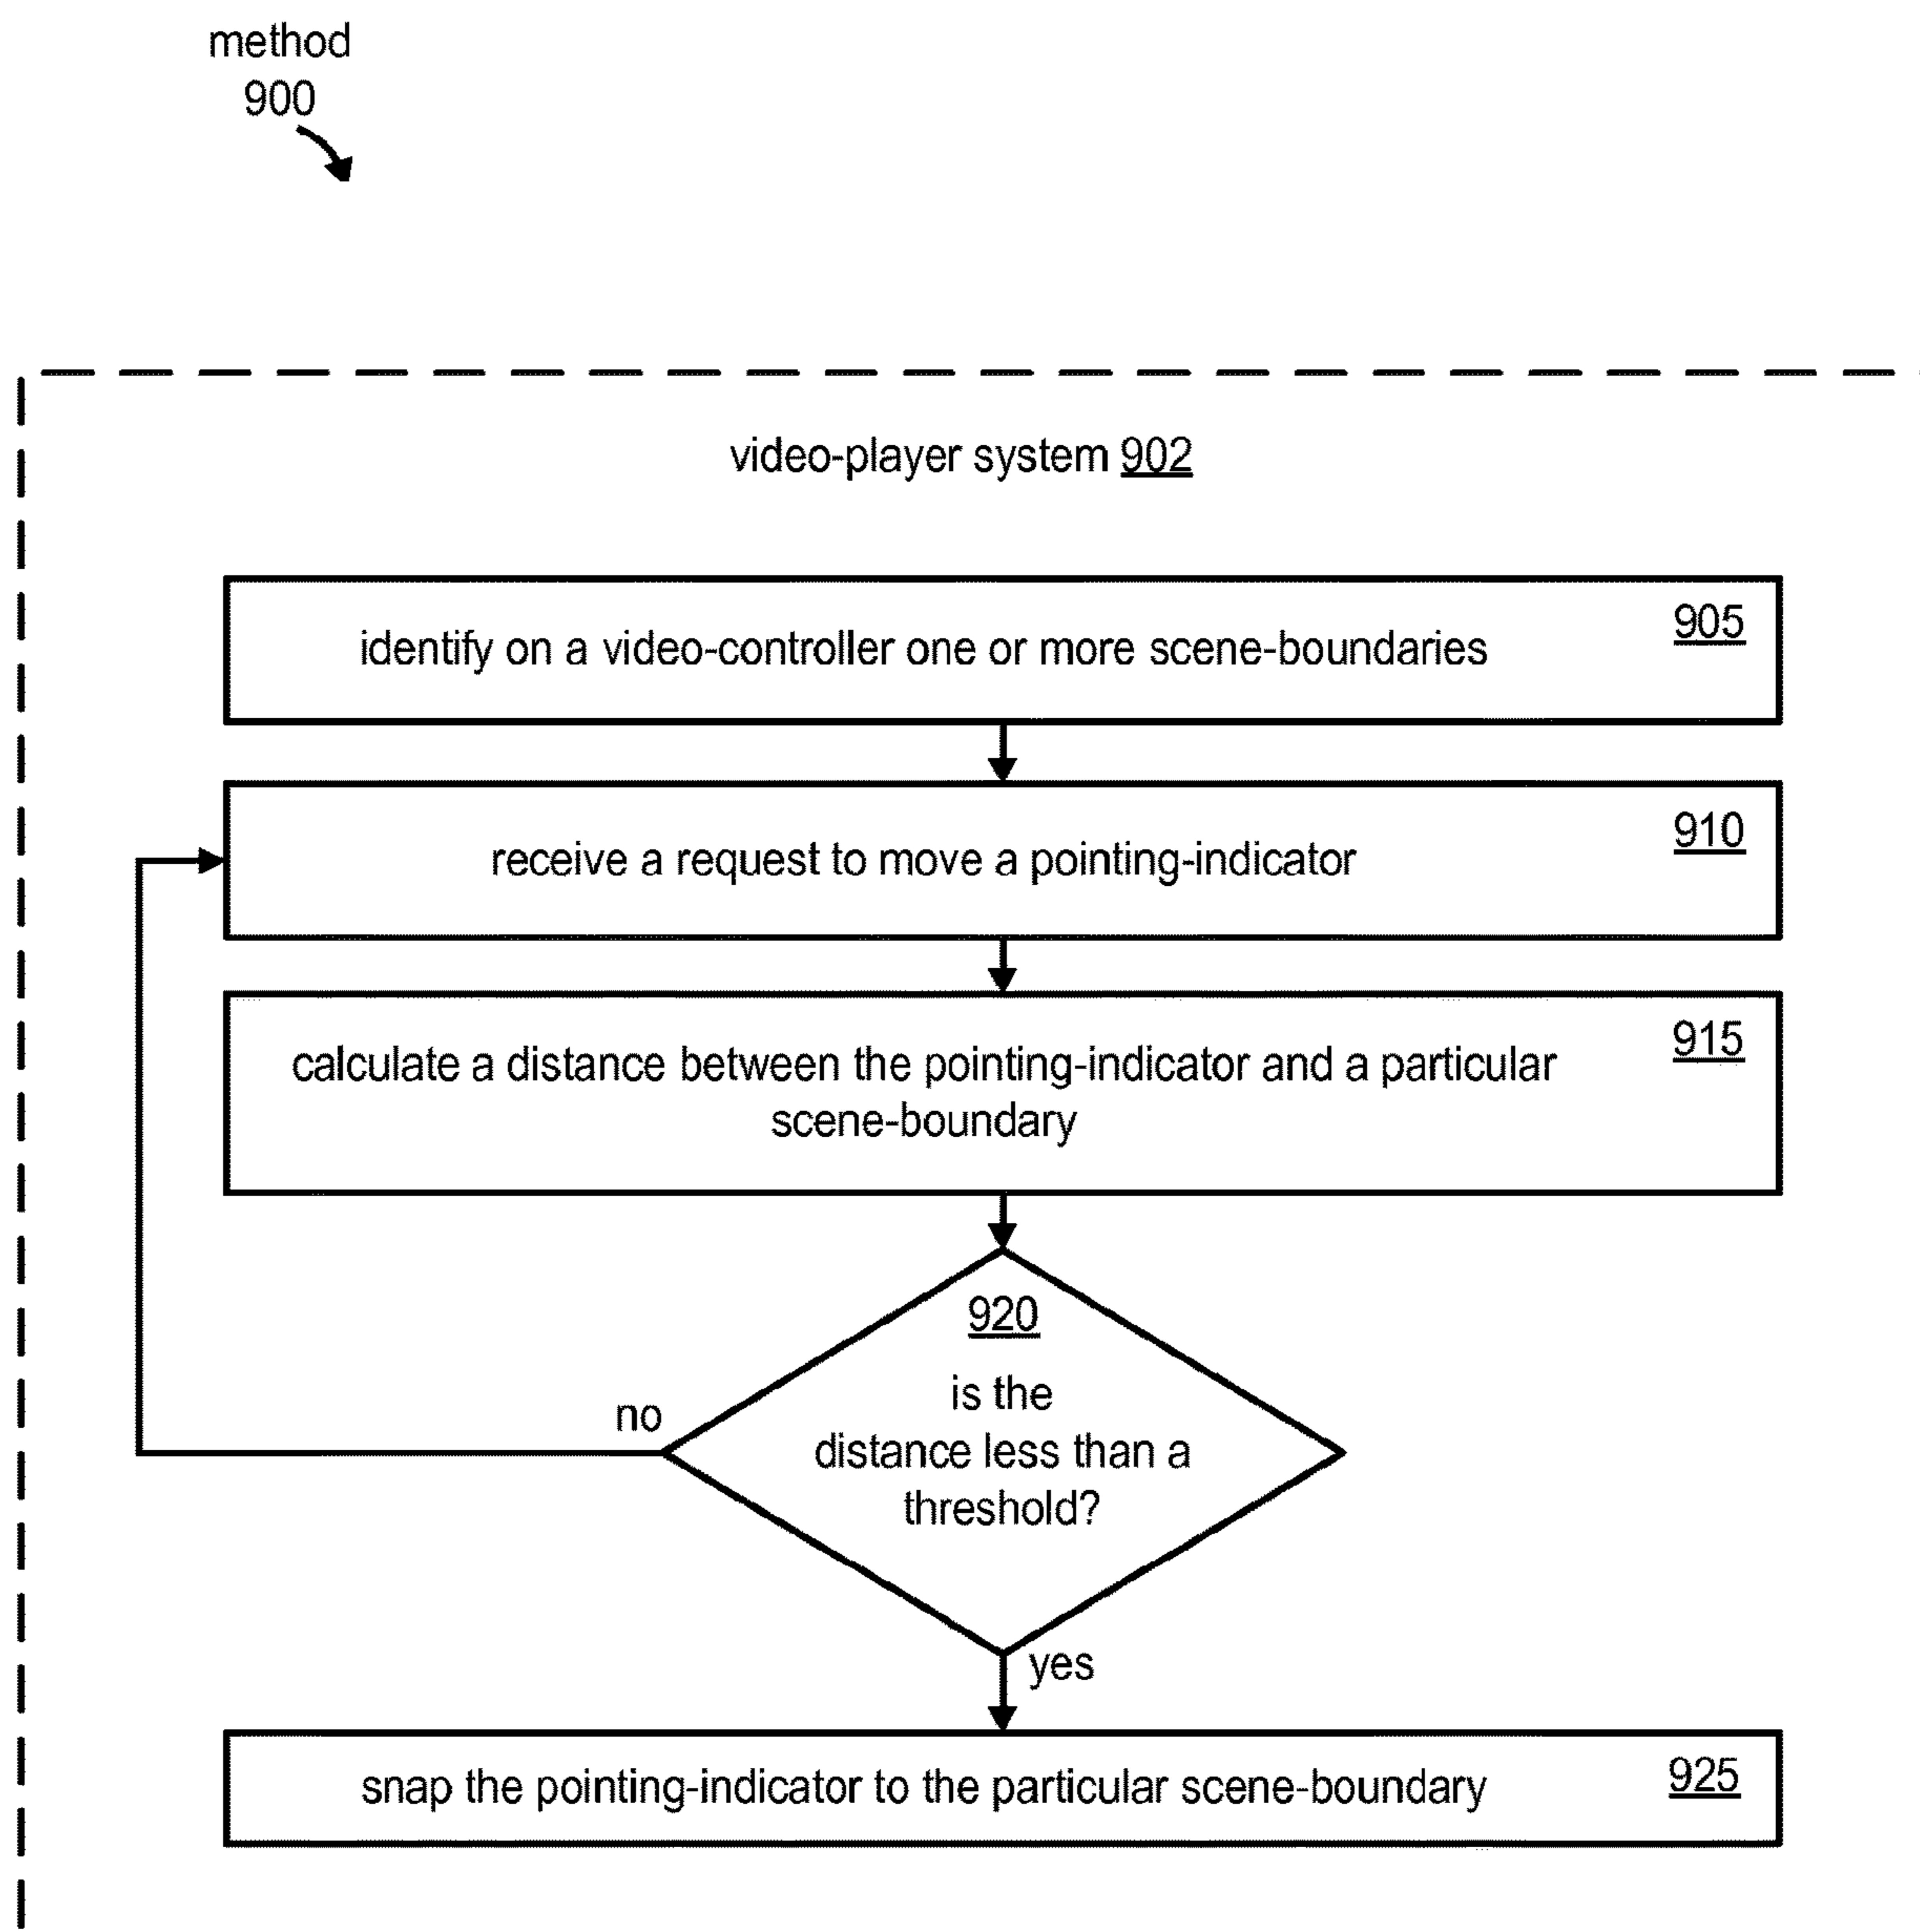 method
900
video-player system 902
905
identify on a video-controller one or more scene-boundaries
910
receive a request to move a pointing-indicator
915
calculate a distance between the pointing-indicator and a particular
scene-boundary
920
is the
distance less than a
threshold?
no
yes
925
snap the pointing-indicator to the particular scene-boundary